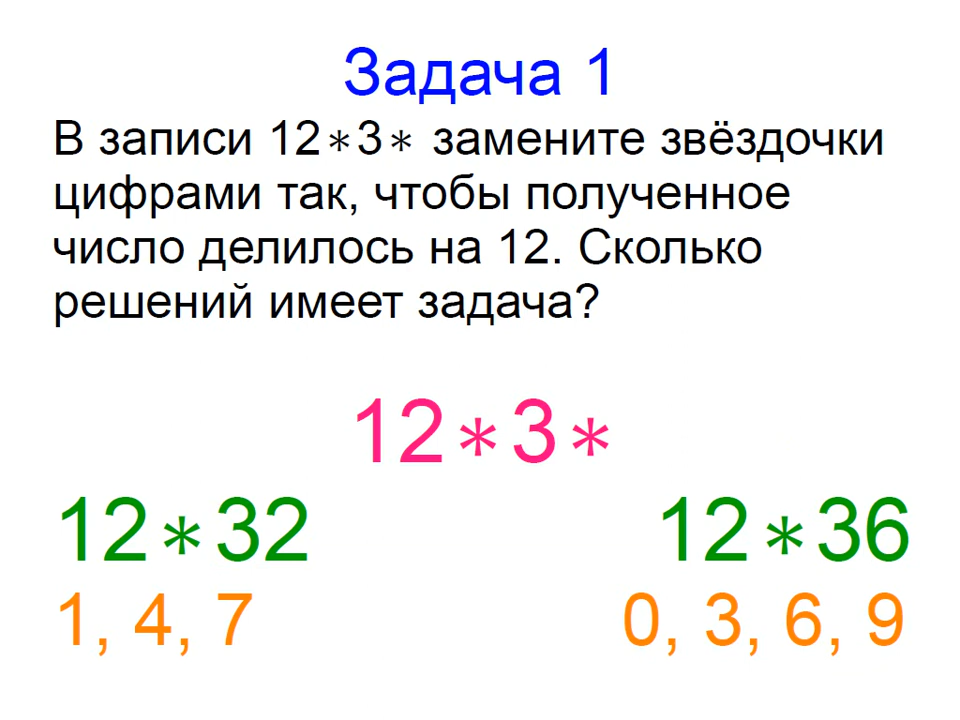 Задача 1
В записи 12∗3∗ замените звёздочки
цифрами так, чтобы полученное
число делилось на 12. Сколько
решений имеет задача?
12∗3∗
12∗32 12∗36
1, 4, 7 0, 3, 6, 9